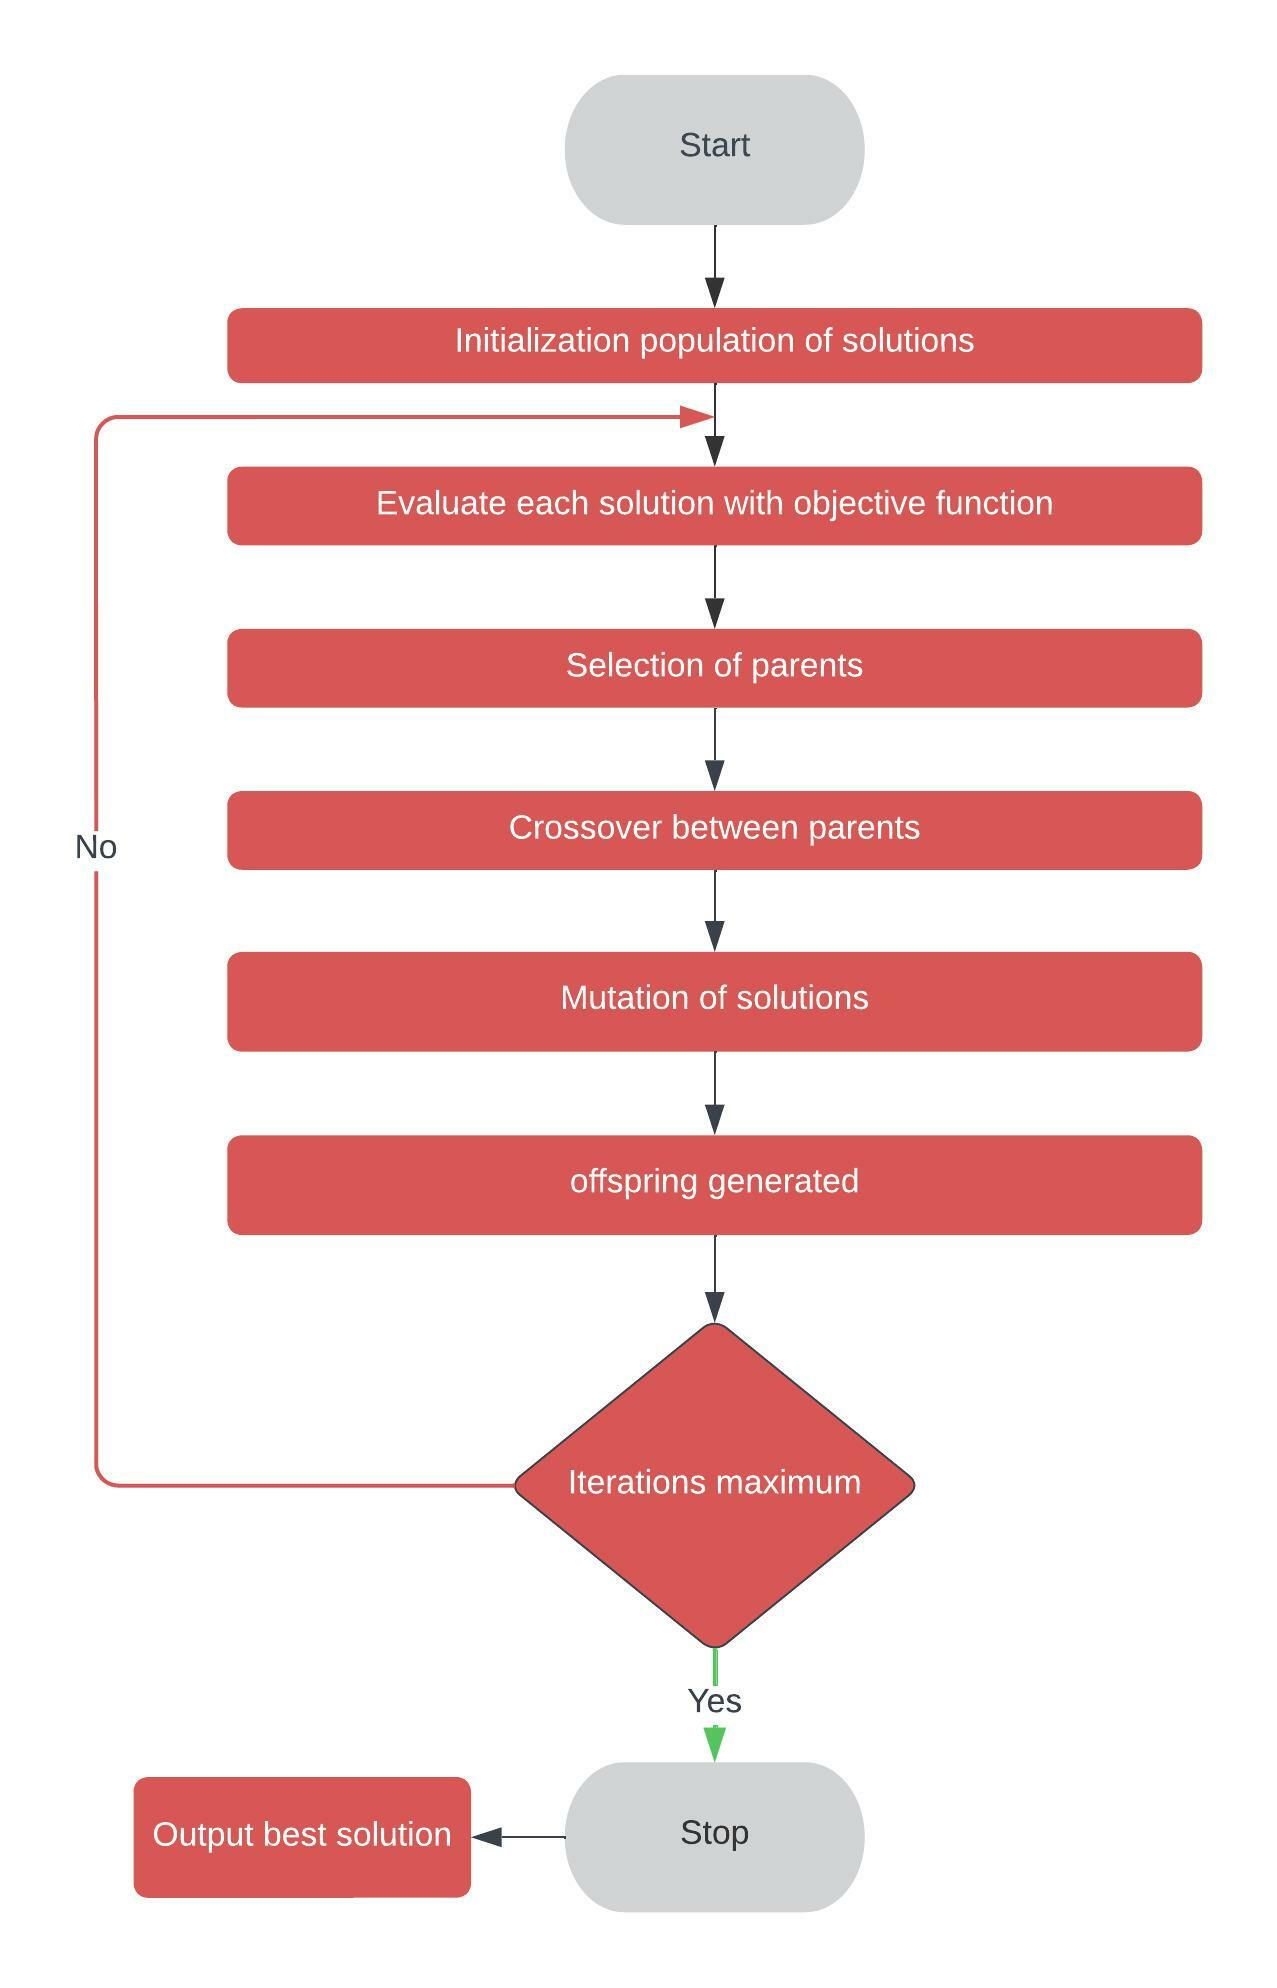 Start
Initialization population of solutions
Evaluate each solution with objective function
Selection of parents
Crossover between parents
No
Mutation of solutions
offspring generated
Iterations maximum
Yes
Stop
Output best solution